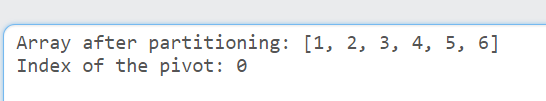 Array after partitioning: [1, 2, 3, 4, 5, 6]
Index of the pivot: 0